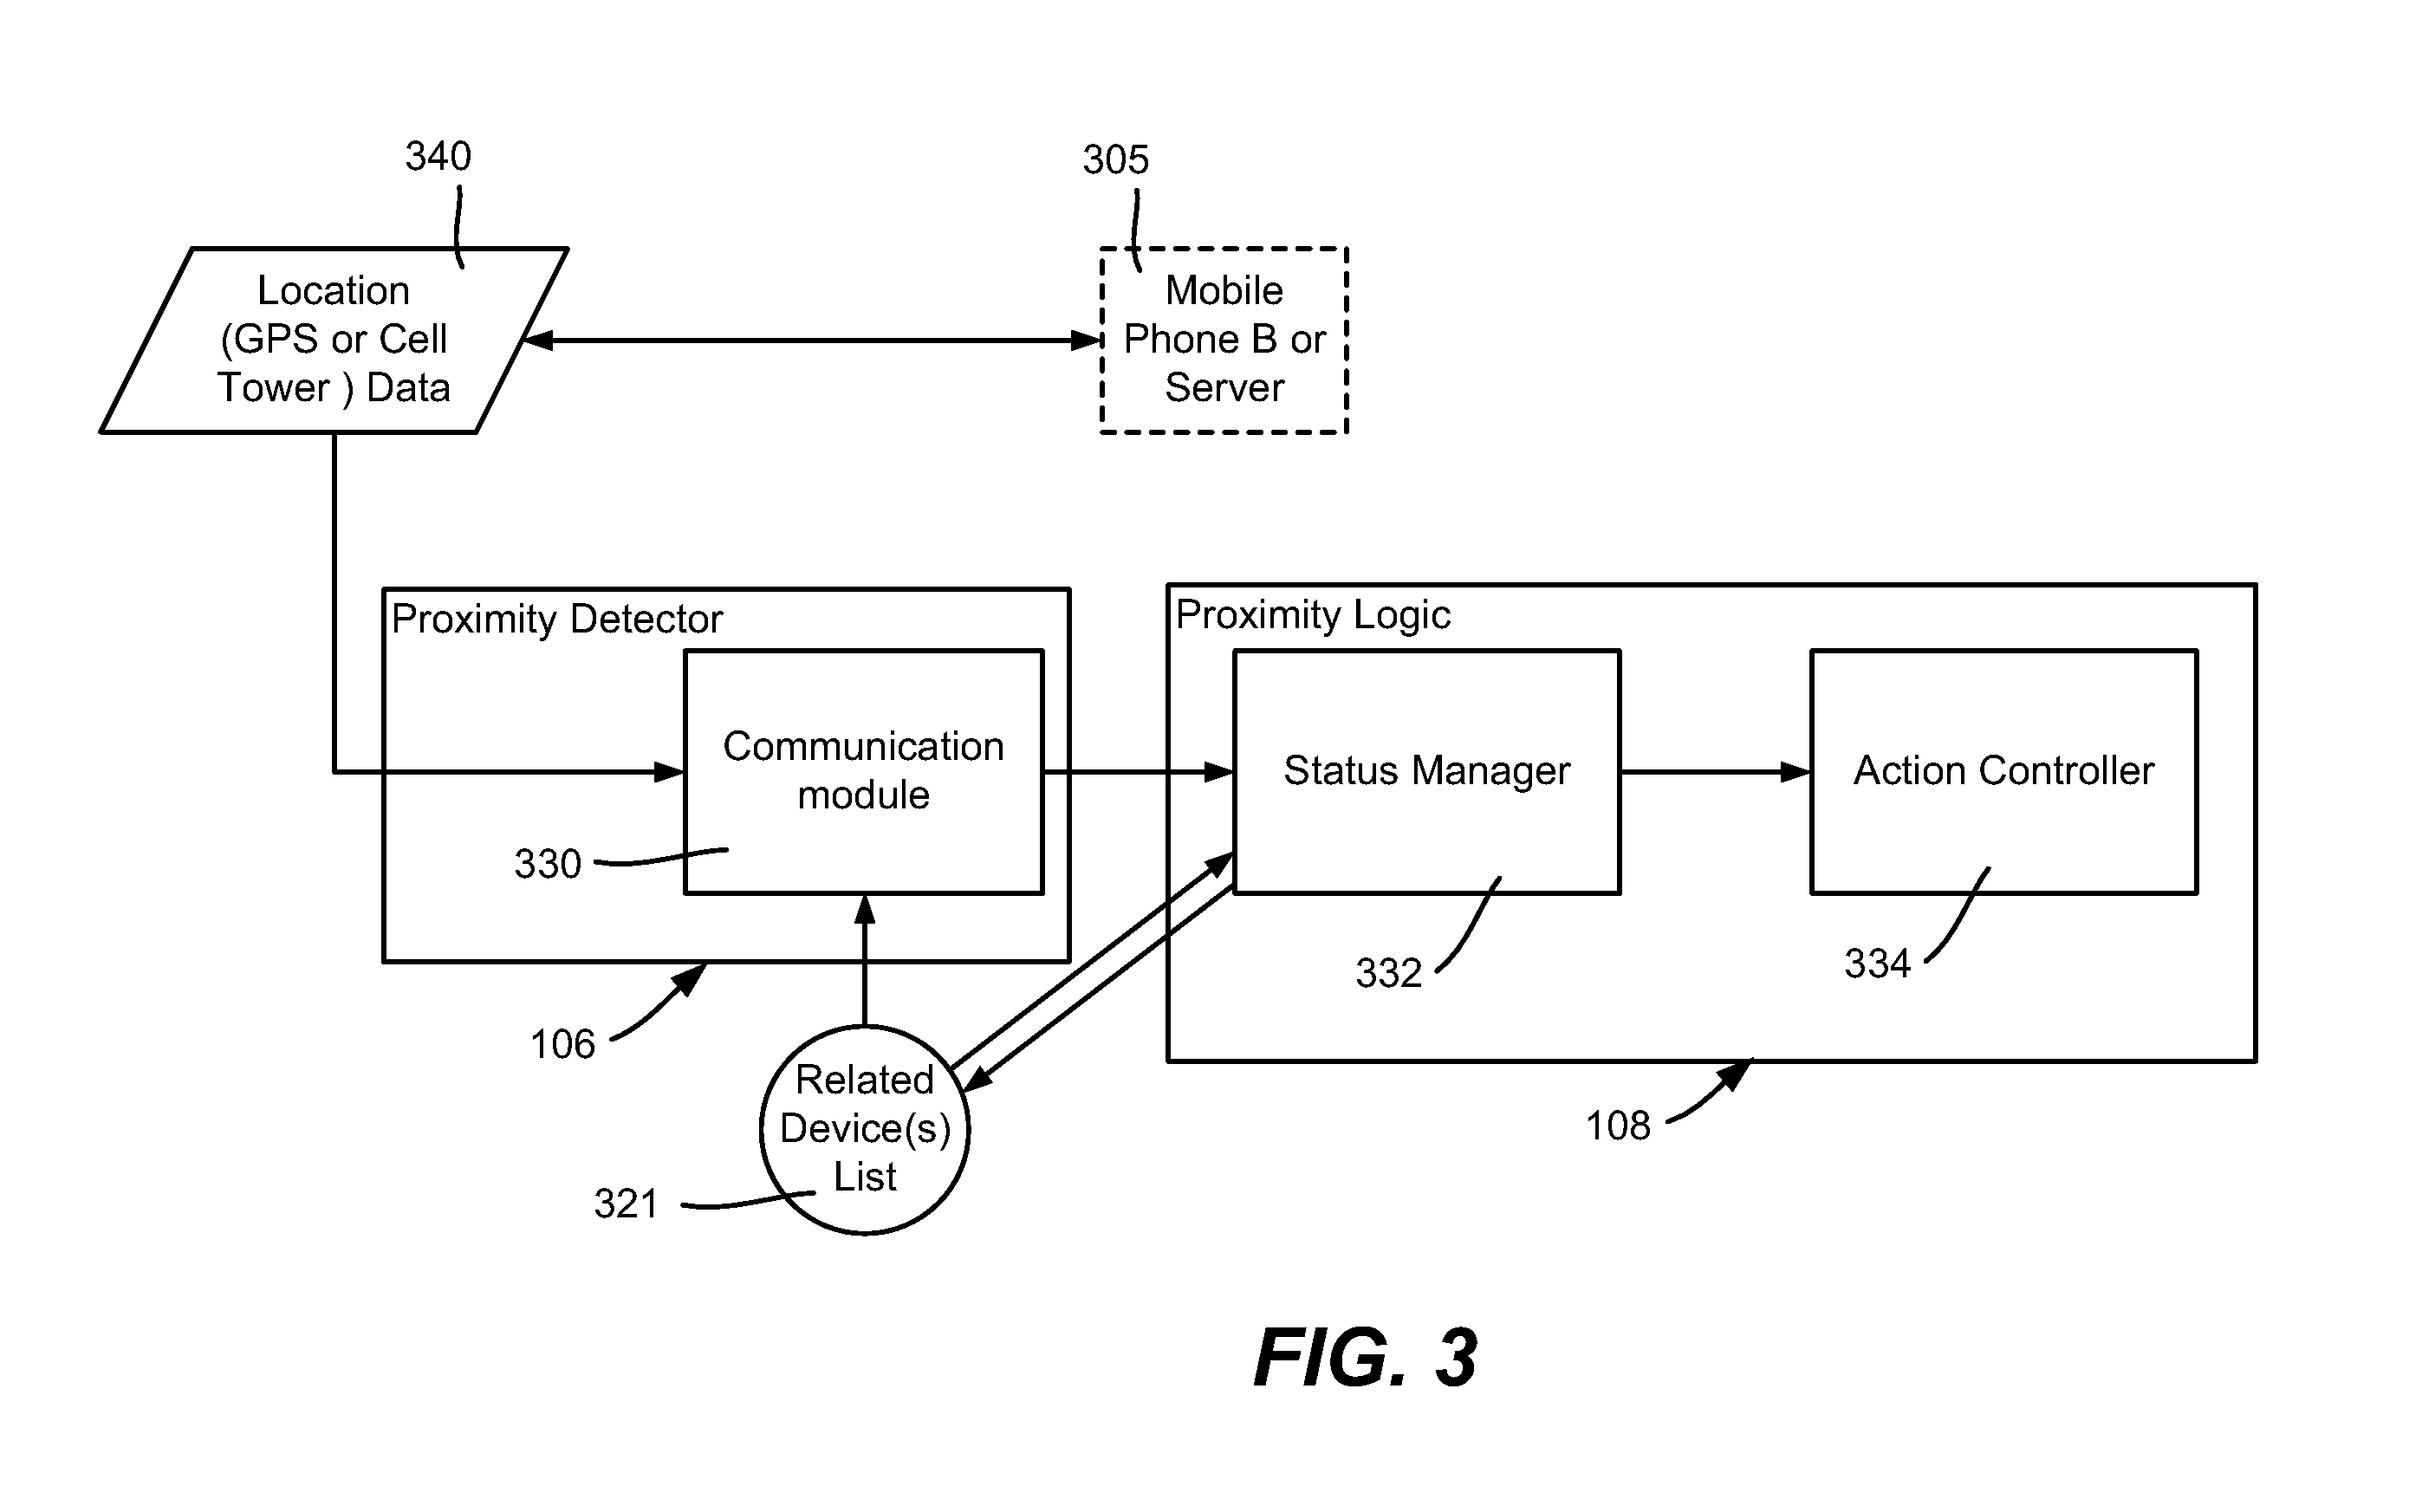 340
305
Location
(GPS or Cell
Tower ) Data
Mobile
Phone B or
Server
Proximity Detector
Proximity Logic
Communication
module
Status Manager
Action Controller
330
332
334
106
Related
Device(s)
List
321
108
FIG. 3